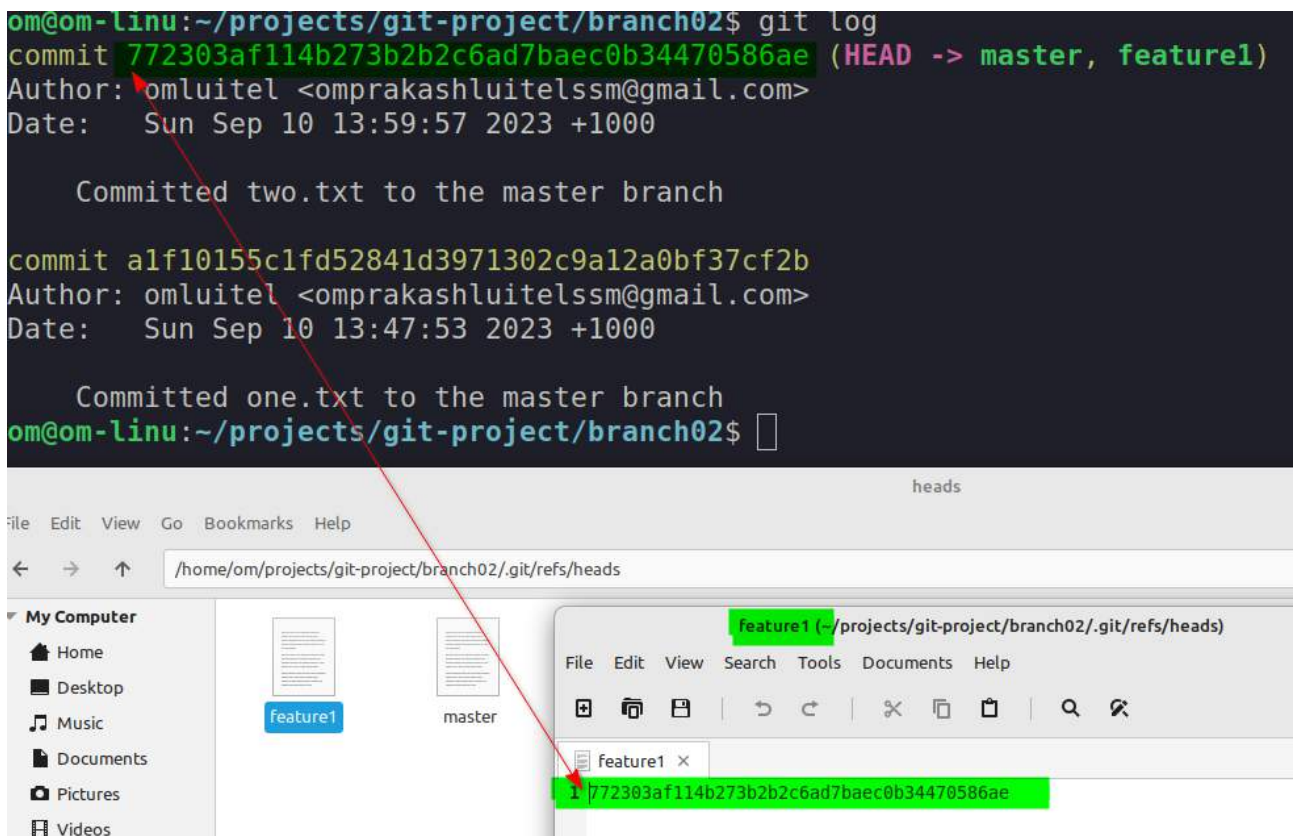 om@om-linu:~/projects/git-project/branch02$ git log
commit 772303af114b273b2b2c6ad7baec0b34470586ae (HEAD -> master, feature1)
Author: omluitel <omprakashluitelssm@gmail.com>
Date:   Sun Sep 10 13:59:57 2023 +1000
Committed two.txt to the master branch
commit a1f10155c1fd52841d3971302c9a12a0bf37cf2b
Author: omluitel <omprakashluitelssm@gmail.com>
Date:   Sun Sep 10 13:47:53 2023 +1000
Committed one.txt to the master branch
om@om-linu:~/projects/git-project/branch02$
heads
File Edit View Go Bookmarks Help
/home/om/projects/git-project/branch02/.git/refs/heads
My Computer
Home
Desktop
Music
Documents
Pictures
Videos
feature1
master
feature1 (~/projects/git-project/branch02/.git/refs/heads)
File Edit View Search Tools Documents Help
feature1
1 772303af114b273b2b2c6ad7baec0b34470586ae